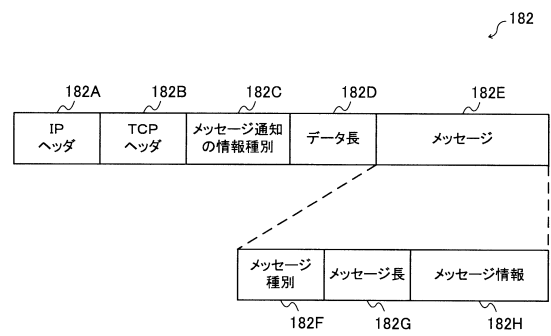 182
182A
182B
182C
182D
182E
IP
ヘッダ
TCP
ヘッダ
メッセージ通知
の情報種別
データ長
メッセージ
メッセージ
種別
メッセージ長
メッセージ情報
182F
182G
182H